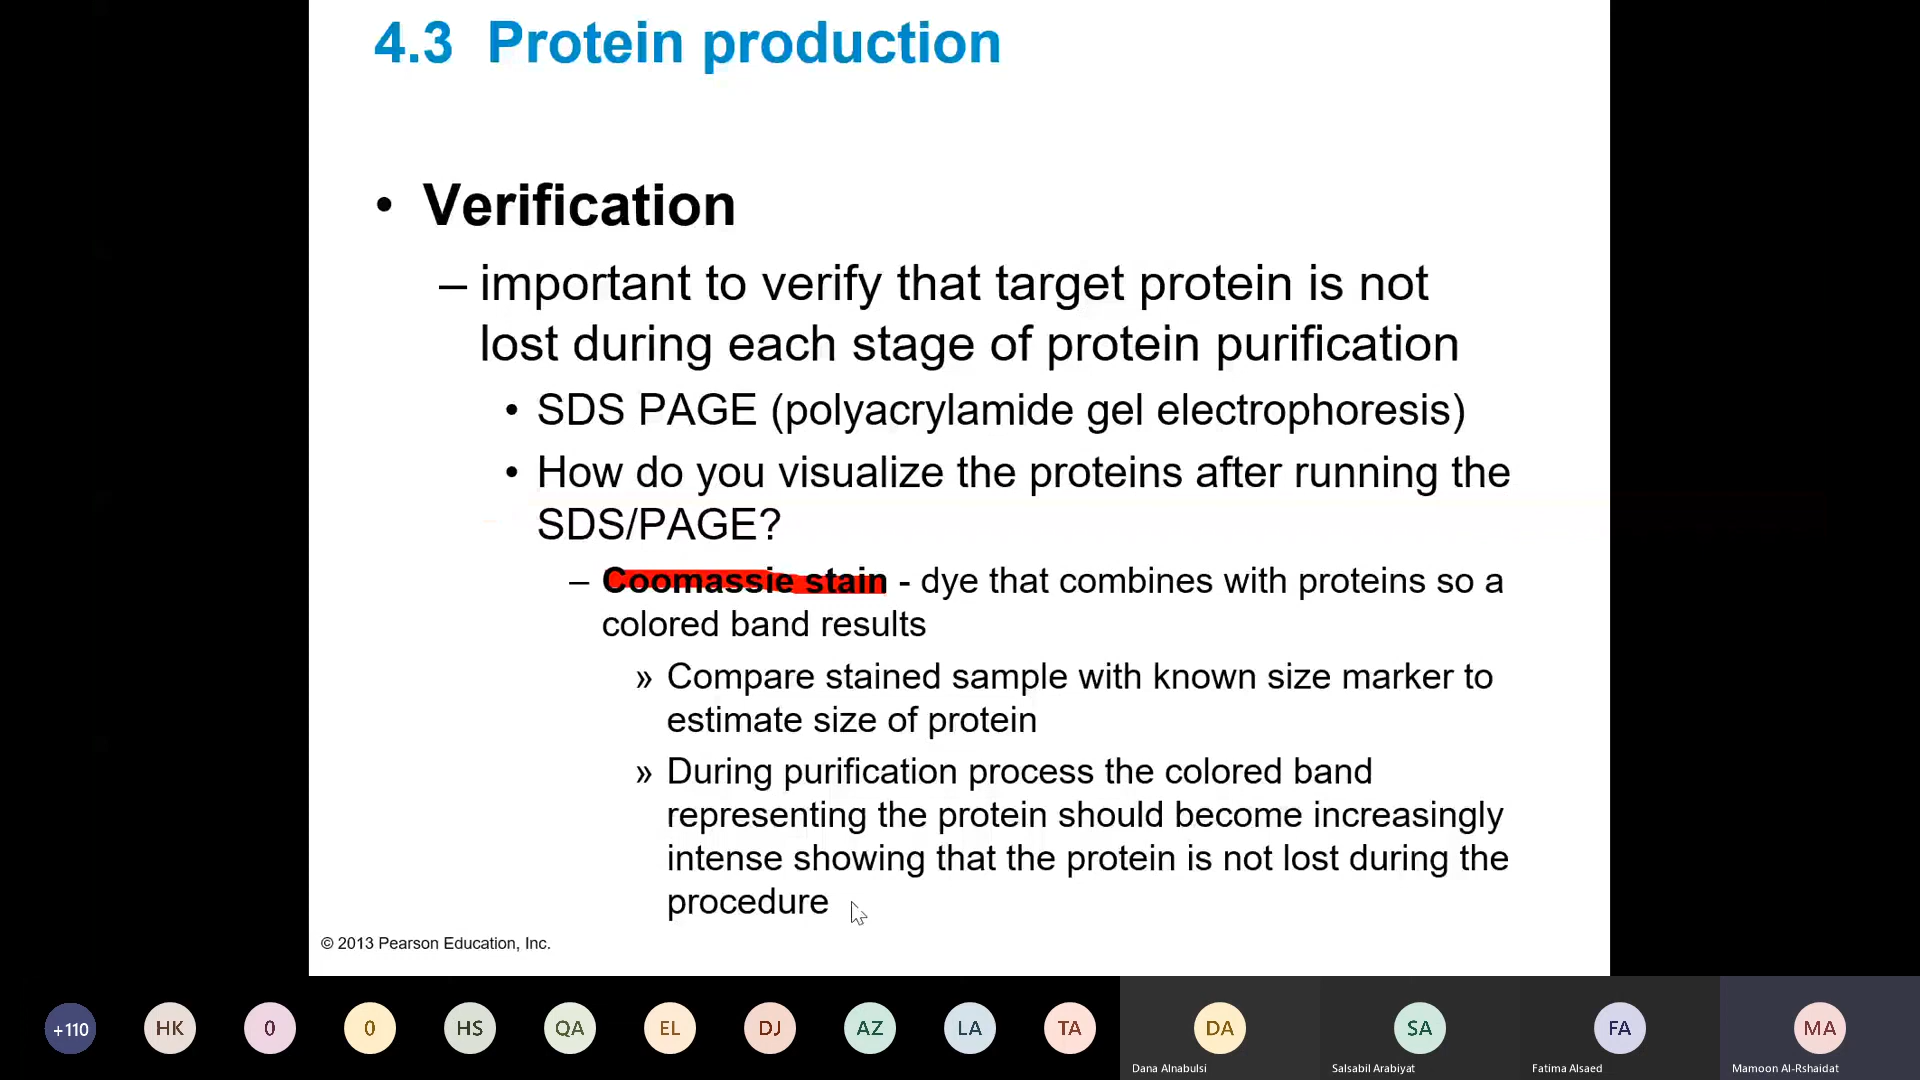 4.3 Protein production
• Verification
– important to verify that target protein is not
lost during each stage of protein purification
• SDS PAGE (polyacrylamide gel electrophoresis)
• How do you visualize the proteins after running the
SDS/PAGE?
– Coomassie stain - dye that combines with proteins so a
colored band results
» Compare stained sample with known size marker to
estimate size of protein
» During purification process the colored band
representing the protein should become increasingly
intense showing that the protein is not lost during the
procedure
© 2013 Pearson Education, Inc.
+110 HK 0 0 HS QA EL DJ AZ LA TA DA SA FA MA
Dana Alnabulsi Salsabil Arabiyat Fatima Alsaed Mamoon Al-Rshaidat